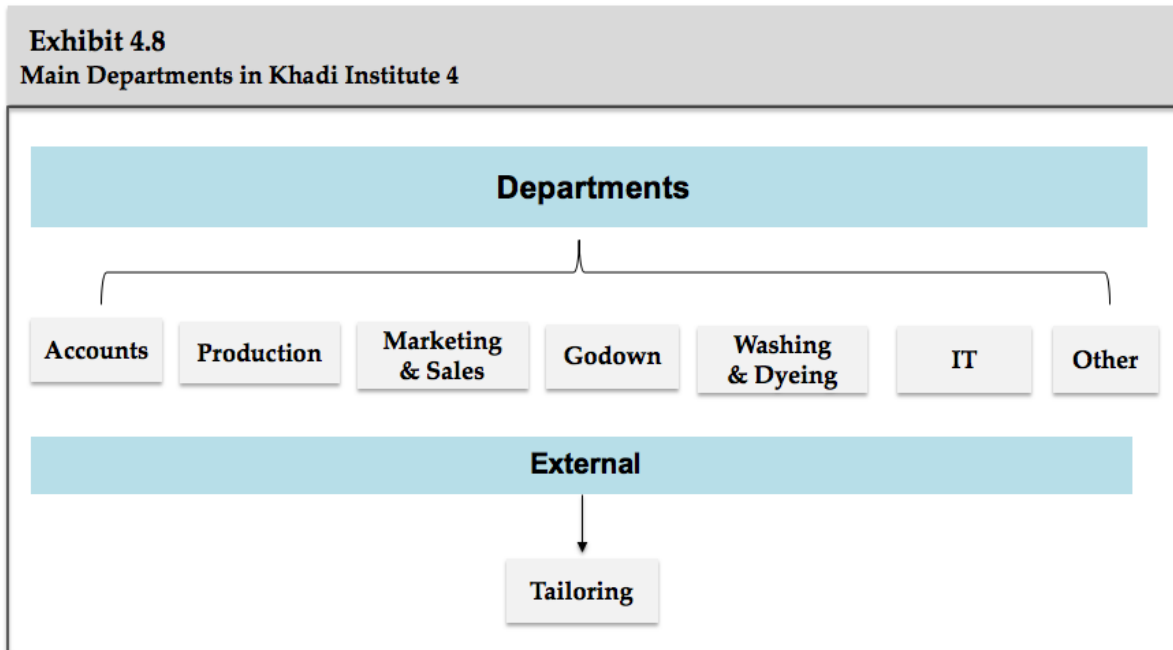 Exhibit 4.8
Main Departments in Khadi Institute 4
Departments
Accounts
Production
Marketing
& Sales
Godown
Washing
& Dyeing
IT
Other
External
Tailoring